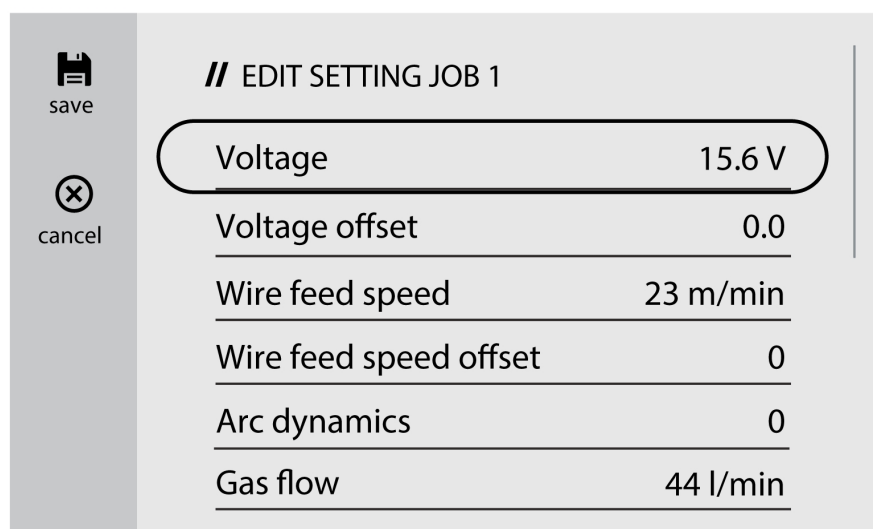 save
cancel
// EDIT SETTING JOB 1
Voltage 15.6 V
Voltage offset 0.0
Wire feed speed 23 m/min
Wire feed speed offset 0
Arc dynamics 0
Gas flow 44 l/min